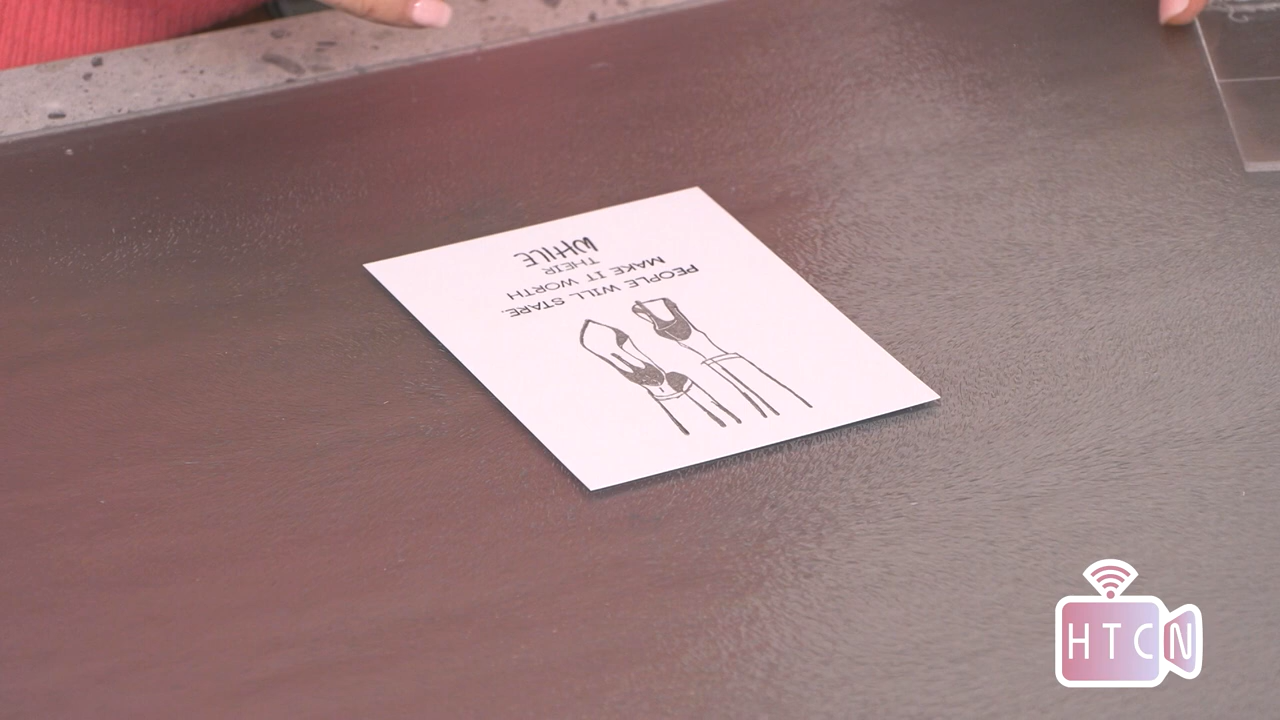 PEOPLE WILL STARE.
MAKE IT WORTH
THEIR
WHILE
HTCN